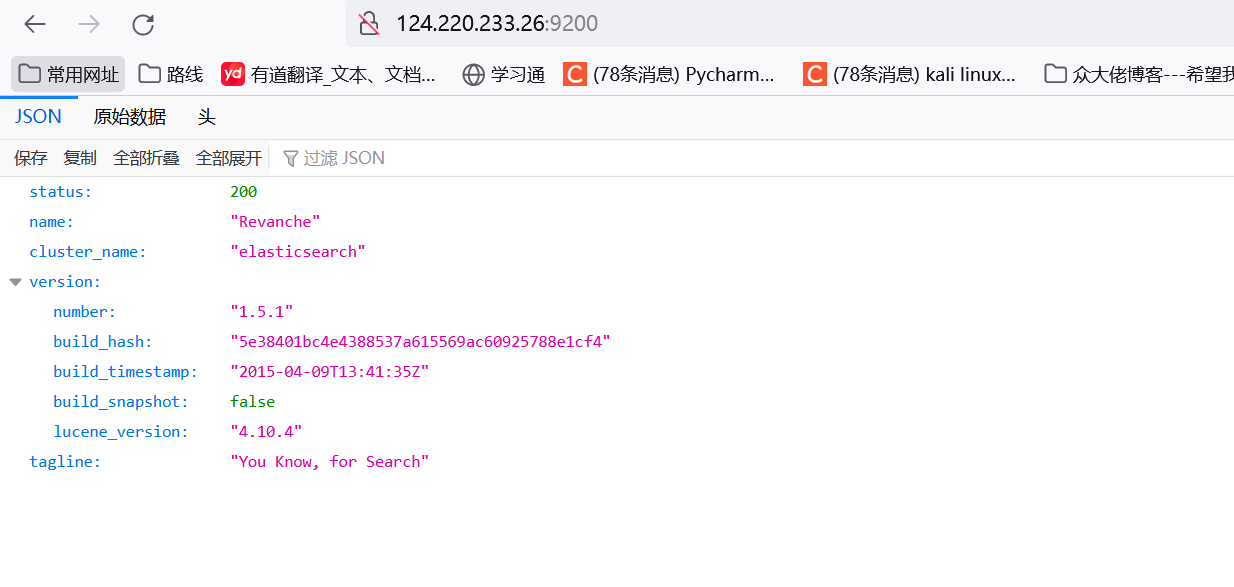 124.220.233.26:9200
常用网址 路线 yd 有道翻译_文本、文档... 学习通 C (78条消息) Pycharm... C (78条消息) kali linux... 众大佬博客---希望我
JSON 原始数据 头
保存 复制 全部折叠 全部展开 过滤 JSON
status: 200
name: "Revanche"
cluster_name: "elasticsearch"
version:
number: "1.5.1"
build_hash: "5e38401bc4e4388537a615569ac60925788e1cf4"
build_timestamp: "2015-04-09T13:41:35Z"
build_snapshot: false
lucene_version: "4.10.4"
tagline: "You Know, for Search"